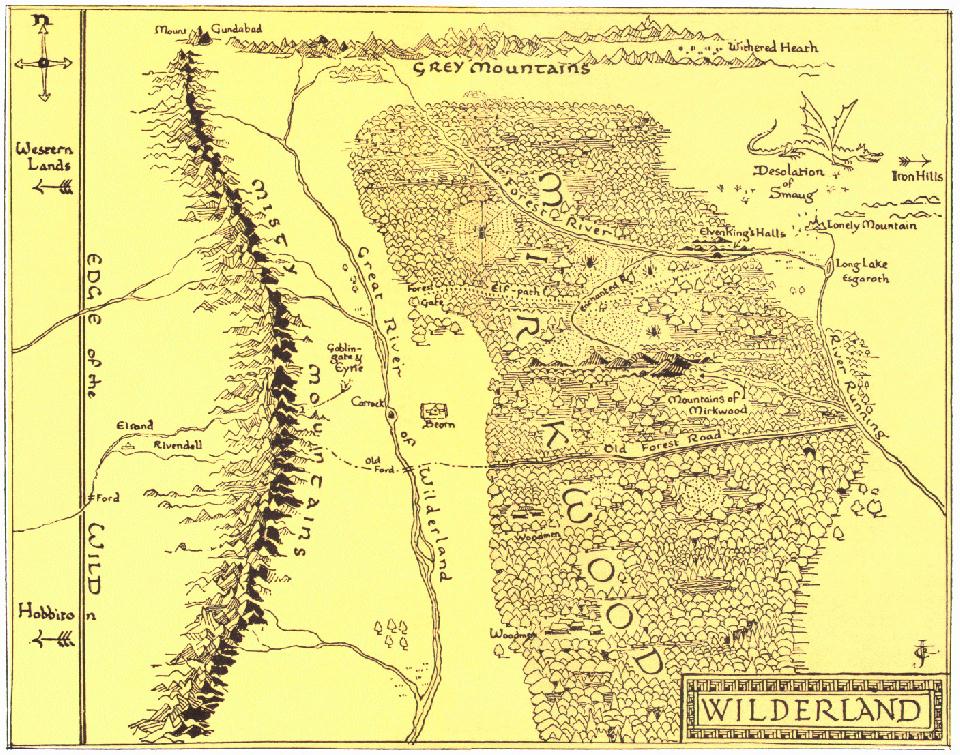 n
Mount Gundabad
Withered Heath
GREY MOUNTAINS
Western
Lands
Desolation
of
Smaug
Iron Hills
MISTY
Forest River
Elvenking's Halls
Lonely Mountain
EDGE of the WILD
Great River of Wilderland
Forest
Gate
Elf-path
Enchanted R.
Long Lake
Esgaroth
MIRKWOOD
Goblin-
gate &
Eyrie
MOUNTAINS
River Running
Carrock
Beorn
Mountains of
Mirkwood
Elrond
Rivendell
Old Forest Road
Old
Ford
Ford
Woodmen
Hobbiton
Woodmen
WILDERLAND